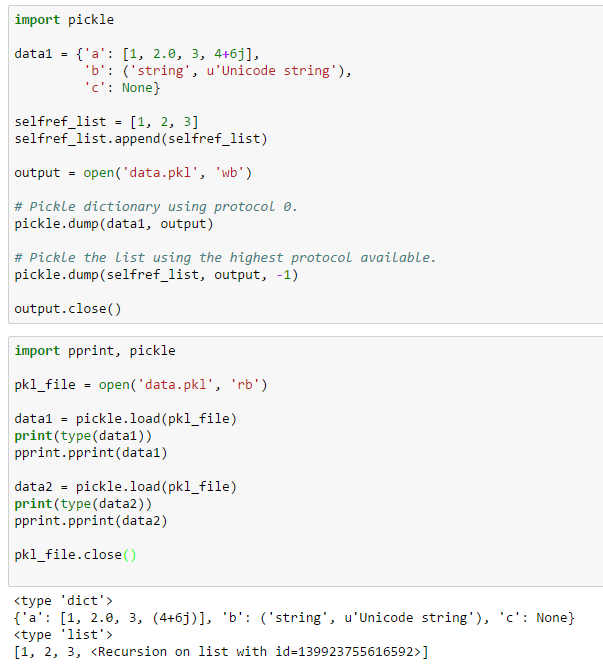 import pickle
data1 = {'a': [1, 2.0, 3, 4+6j],
'b': ('string', u'Unicode string'),
'c': None}
selfref_list = [1, 2, 3]
selfref_list.append(selfref_list)
output = open('data.pkl', 'wb')
# Pickle dictionary using protocol 0.
pickle.dump(data1, output)
# Pickle the list using the highest protocol available.
pickle.dump(selfref_list, output, -1)
output.close()
import pprint, pickle
pkl_file = open('data.pkl', 'rb')
data1 = pickle.load(pkl_file)
print(type(data1))
pprint.pprint(data1)
data2 = pickle.load(pkl_file)
print(type(data2))
pprint.pprint(data2)
pkl_file.close()
<type 'dict'>
{'a': [1, 2.0, 3, (4+6j)], 'b': ('string', u'Unicode string'), 'c': None}
<type 'list'>
[1, 2, 3, <Recursion on list with id=139923755616592>]